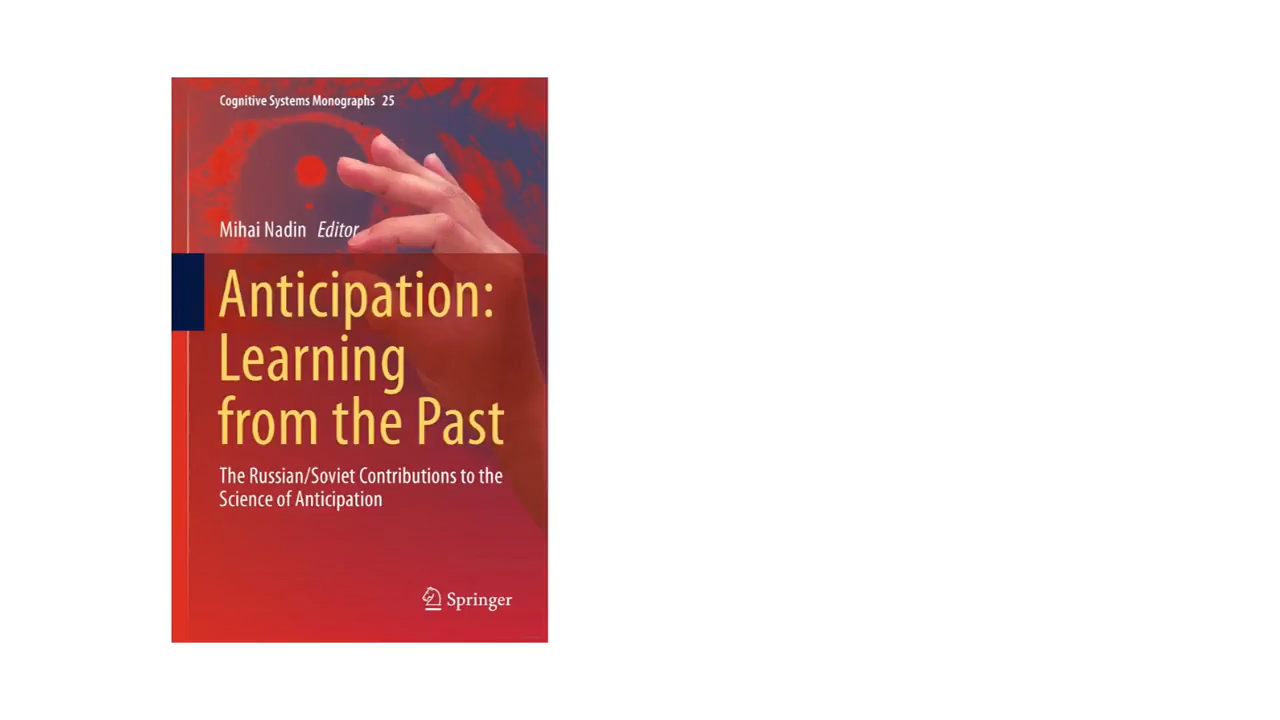 Cognitive Systems Monographs 25
Mihai Nadin Editor
Anticipation:
Learning
from the Past
The Russian/Soviet Contributions to the
Science of Anticipation
Springer